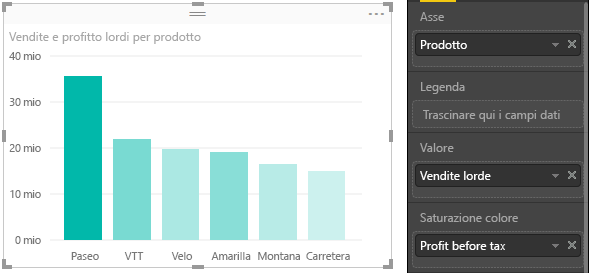 Vendite e profitto lordi per prodotto
40 mio
30 mio
20 mio
10 mio
0 mio
Paseo VTT Velo Amarilla Montana Carretera
Asse
Prodotto
Legenda
Trascinare qui i campi dati
Valore
Vendite lorde
Saturazione colore
Profit before tax